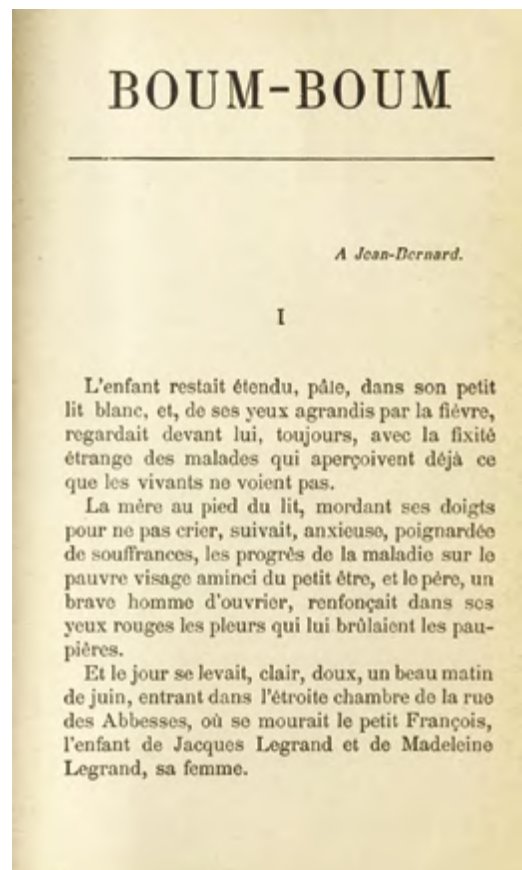 BOUM-BOUM
A Jean-Bernard.
I
L'enfant restait étendu, pâle, dans son petit
lit blanc, et, de ses yeux agrandis par la fièvre,
regardait devant lui, toujours, avec la fixité
étrange des malades qui aperçoivent déjà ce
que les vivants ne voient pas.
La mère au pied du lit, mordant ses doigts
pour ne pas crier, suivait, anxieuse, poignardée
de souffrances, les progrès de la maladie sur le
pauvre visage aminci du petit être, et le père, un
brave homme d'ouvrier, renfonçait dans ses
yeux rouges les pleurs qui lui brûlaient les pau-
pières.
Et le jour se levait, clair, doux, un beau matin
de juin, entrant dans l'étroite chambre de la rue
des Abbesses, où se mourait le petit François,
l'enfant de Jacques Legrand et de Madeleine
Legrand, sa femme.